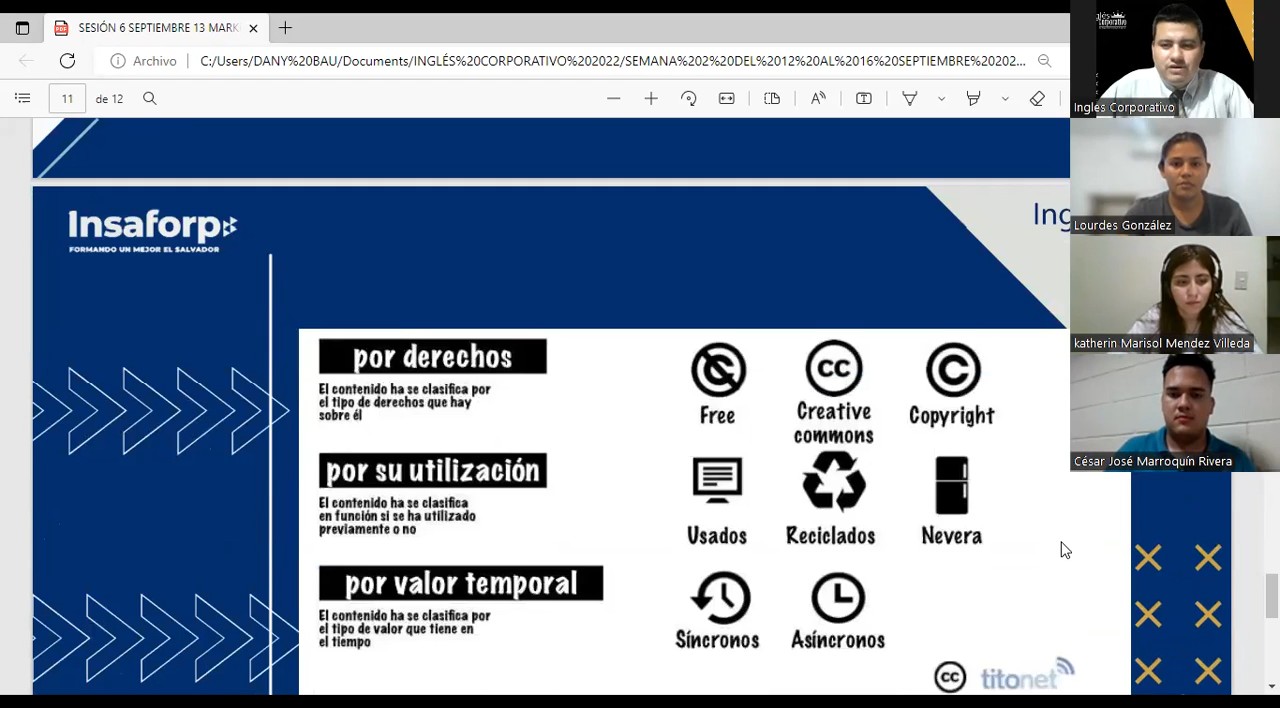 SESIÓN 6 SEPTIEMBRE 13 MARK
Archivo
C:/Users/DANY%20BAU/Documents/INGLÉS%20CORPORATIVO%202022/SEMANA%202%20DEL%2012%20AL%2016%20SEPTIEMBRE%20202...
11 de 12
Insaforp
FORMANDO UN MEJOR EL SALVADOR
Ing
por derechos
El contenido ha se clasifica por
el tipo de derechos que hay
sobre él
Free
Creative
commons
Copyright
por su utilización
El contenido ha se clasifica
en función si se ha utilizado
previamente o no
Usados
Reciclados
Nevera
por valor temporal
El contenido ha se clasifica por
el tipo de valor que tiene en
el tiempo
Síncronos
Asíncronos
cc titonet
Ingles Corporativo
Lourdes González
katherin Marisol Mendez Villeda
César José Marroquín Rivera